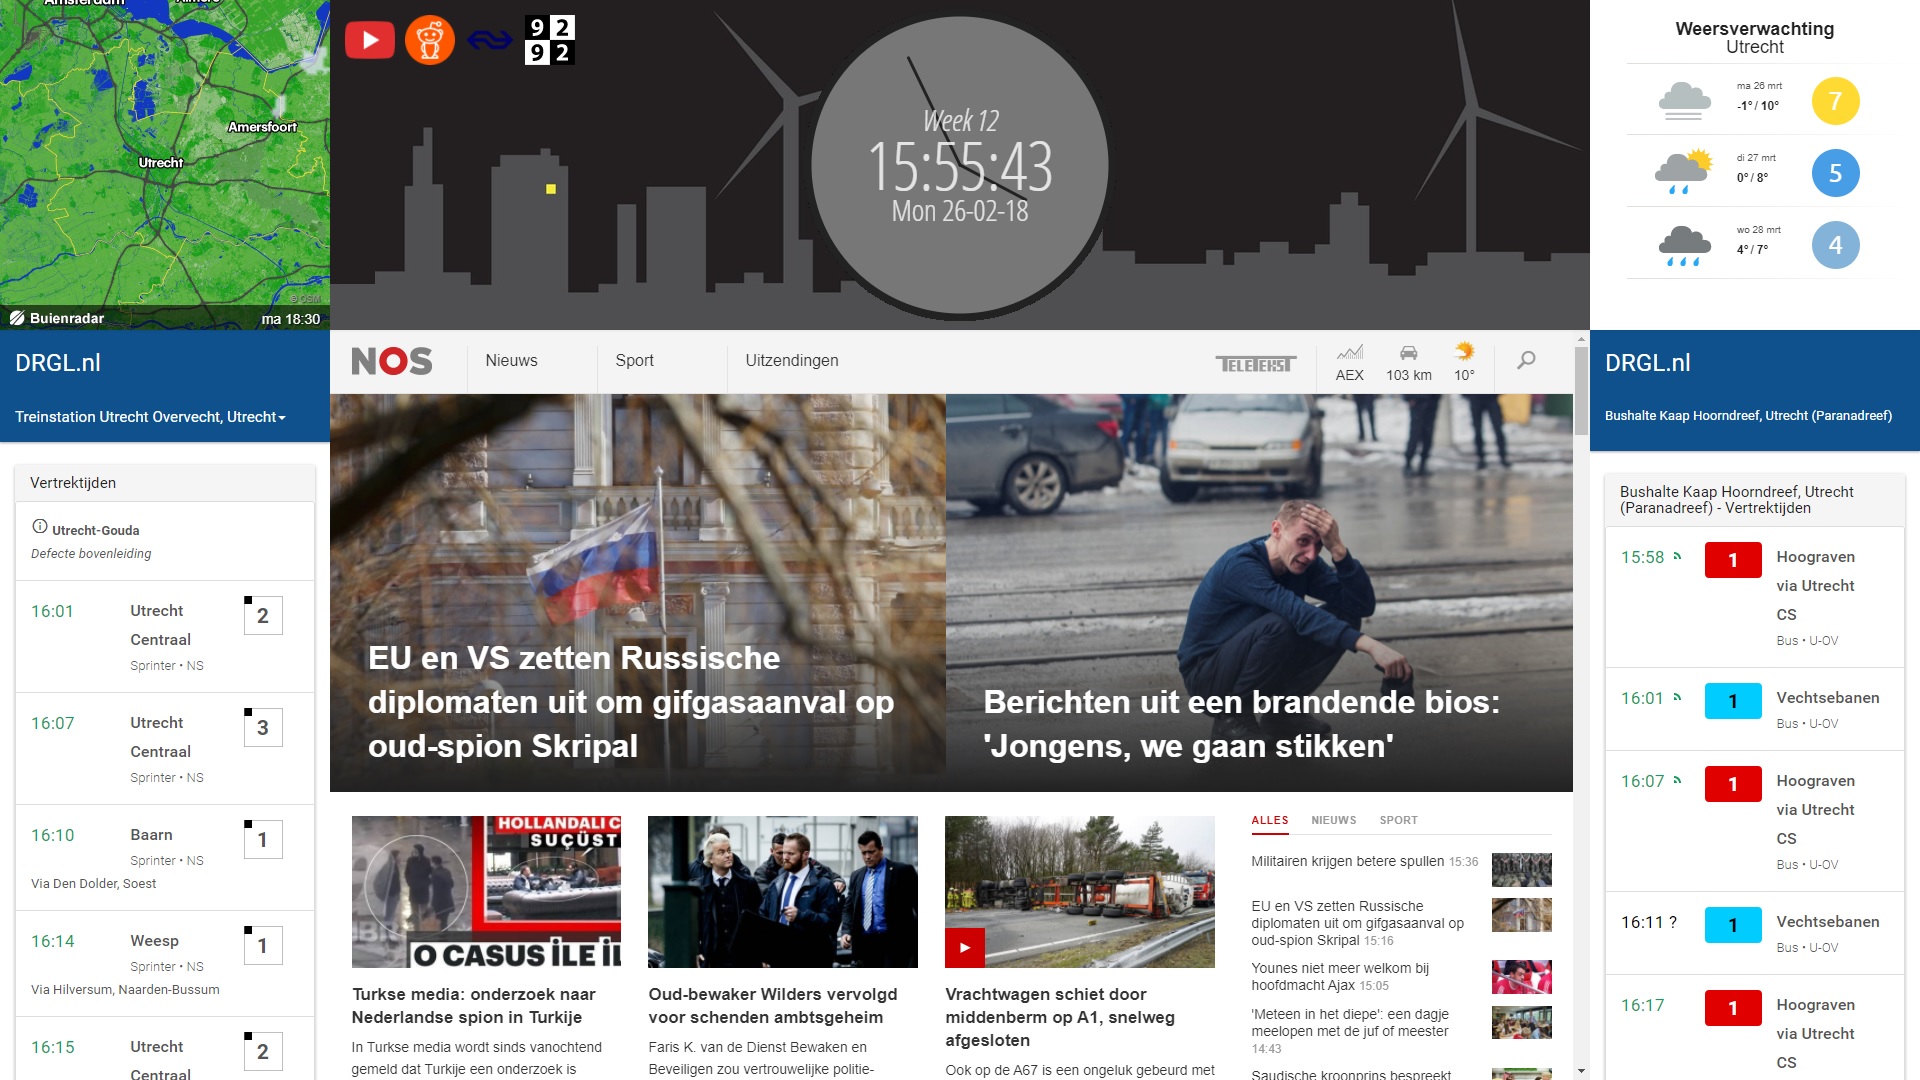 Amsterdam
Almere
Amersfoort
Utrecht
© OSM
Buienradar
ma 18:30
9 2
9 2
Week 12
15:55:43
Mon 26-02-18
Weersverwachting
Utrecht
ma 26 mrt
-1° / 10°
7
di 27 mrt
0° / 8°
5
wo 28 mrt
4° / 7°
4
DRGL.nl
Treinstation Utrecht Overvecht, Utrecht
Vertrektijden
Utrecht-Gouda
Defecte bovenleiding
16:01
Utrecht
Centraal
Sprinter • NS
2
16:07
Utrecht
Centraal
Sprinter • NS
3
16:10
Baarn
Sprinter • NS
1
Via Den Dolder, Soest
16:14
Weesp
Sprinter • NS
1
Via Hilversum, Naarden-Bussum
16:15
Utrecht
Centraal
2
NOS
Nieuws
Sport
Uitzendingen
TELETEKST
AEX
103 km
10°
EU en VS zetten Russische
diplomaten uit om gifgasaanval op
oud-spion Skripal
Berichten uit een brandende bios:
'Jongens, we gaan stikken'
HOLLANDALI C
SUÇÜST
O CASUS İLE İL
Turkse media: onderzoek naar
Nederlandse spion in Turkije
In Turkse media wordt sinds vanochtend
gemeld dat Turkije een onderzoek is
Oud-bewaker Wilders vervolgd
voor schenden ambtsgeheim
Faris K. van de Dienst Bewaken en
Beveiligen zou vertrouwelijke politie-
Vrachtwagen schiet door
middenberm op A1, snelweg
afgesloten
Ook op de A67 is een ongeluk gebeurd met
ALLES
NIEUWS
SPORT
Militairen krijgen betere spullen 15:36
EU en VS zetten Russische
diplomaten uit om gifgasaanval op
oud-spion Skripal 15:16
Younes niet meer welkom bij
hoofdmacht Ajax 15:05
'Meteen in het diepe': een dagje
meelopen met de juf of meester
14:43
Saudische kroonprins bespreekt
DRGL.nl
Bushalte Kaap Hoorndreef, Utrecht (Paranadreef)
Bushalte Kaap Hoorndreef, Utrecht
(Paranadreef) - Vertrektijden
15:58
1
Hoograven
via Utrecht
CS
Bus • U-OV
16:01
1
Vechtsebanen
Bus • U-OV
16:07
1
Hoograven
via Utrecht
CS
Bus • U-OV
16:11 ?
1
Vechtsebanen
Bus • U-OV
16:17
1
Hoograven
via Utrecht
CS